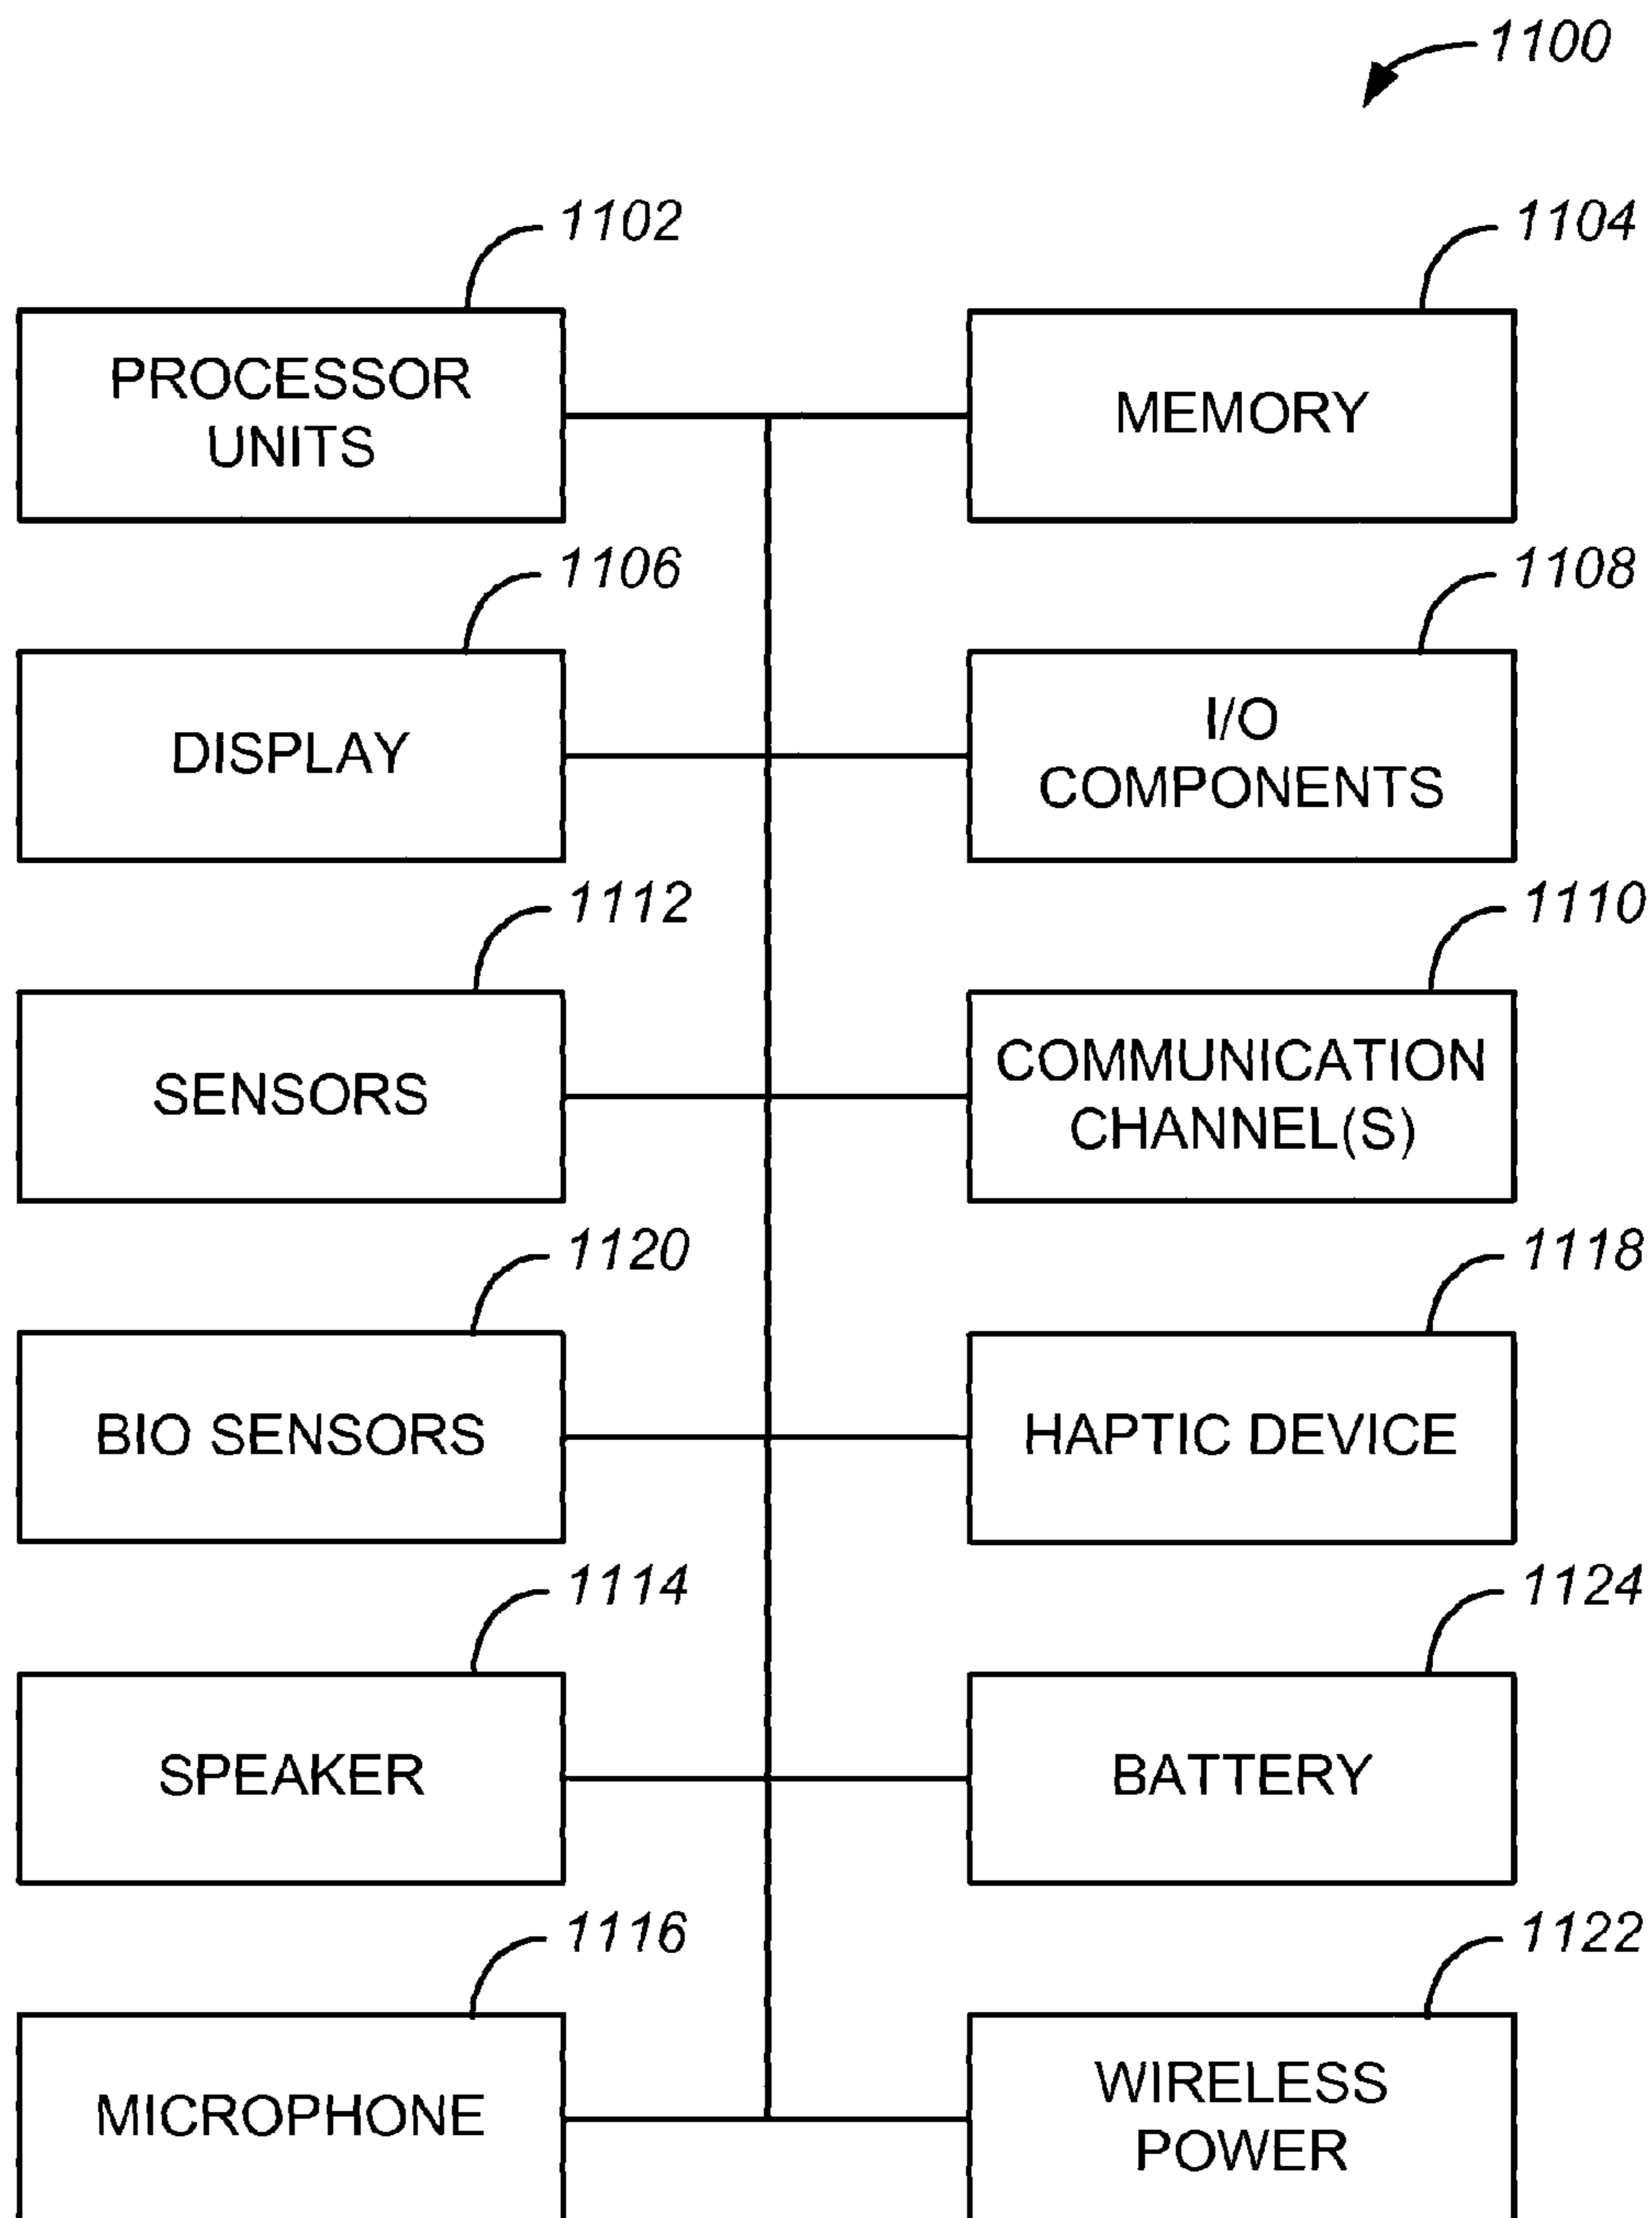 1100
1102
1104
PROCESSOR
UNITS
MEMORY
1106
1108
DISPLAY
I/O
COMPONENTS
1112
1110
SENSORS
COMMUNICATION
CHANNEL(S)
1120
1118
BIO SENSORS
HAPTIC DEVICE
1114
1124
SPEAKER
BATTERY
1116
1122
MICROPHONE
WIRELESS
POWER